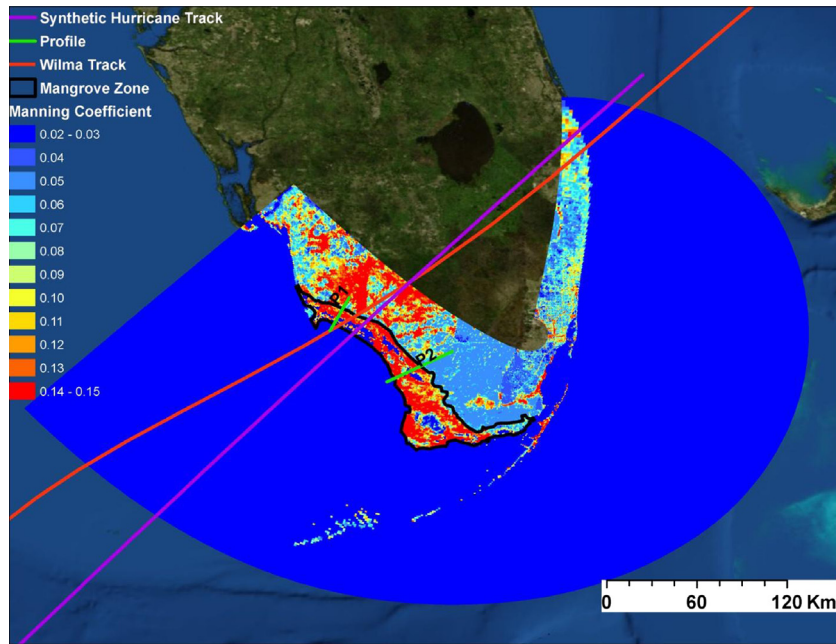 Synthetic Hurricane Track
Profile
Wilma Track
Mangrove Zone
Manning Coefficient
0.02 - 0.03
0.04
0.05
0.06
0.07
0.08
0.09
0.10
0.11
0.12
0.13
0.14 - 0.15
P1
P2
0 60 120 Km